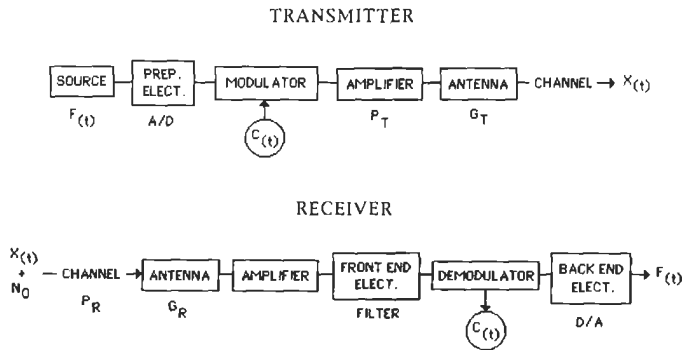 TRANSMITTER
SOURCE PREP. ELECT. MODULATOR AMPLIFIER ANTENNA CHANNEL X(t)
F(t) A/D C(t) PT GT
RECEIVER
X(t) + N0 CHANNEL ANTENNA AMPLIFIER FRONT END ELECT. DEMODULATOR BACK END ELECT. F(t)
PR GR FILTER C(t) D/A